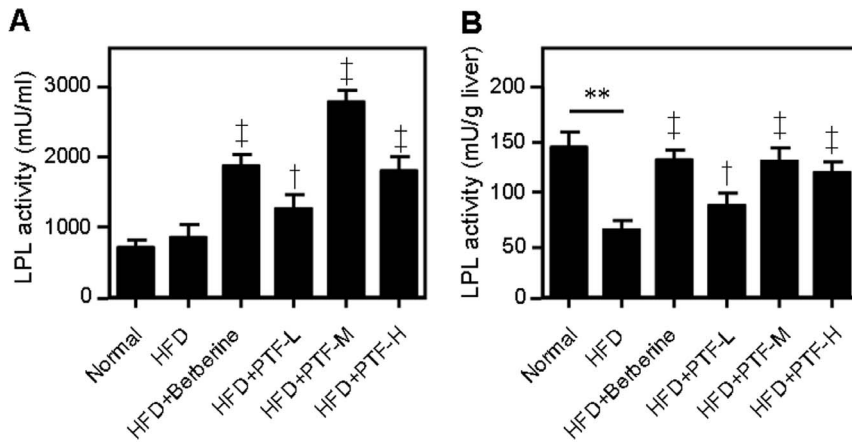 A
LPL activity (mU/ml)
3000
2000
1000
0
‡
†
‡
‡
Normal
HFD
HFD+Berberine
HFD+PTF-L
HFD+PTF-M
HFD+PTF-H
B
LPL activity (mU/g liver)
200
150
100
50
0
**
‡
†
‡
‡
Normal
HFD
HFD+Berberine
HFD+PTF-L
HFD+PTF-M
HFD+PTF-H